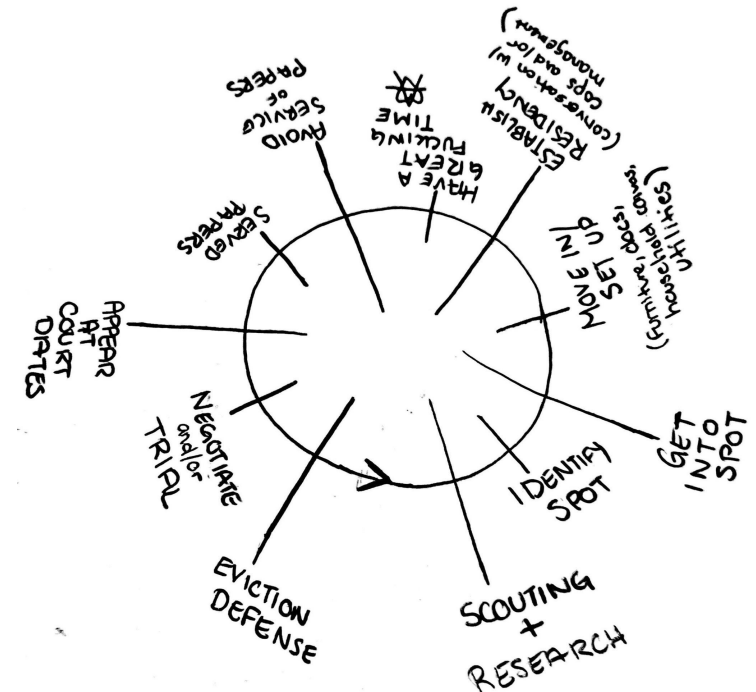 SCOUTING
+
RESEARCH
IDENTIFY
SPOT
GET
INTO
SPOT
MOVE IN/
SET UP
(furniture, docs,
household comms,
utilities)
ESTABLISH
RESIDENCY
(conversation w/
cops and/or
management)
HAVE A
GREAT
FUCKING
TIME
AVOID
SERVICE
OF
PAPERS
SERVED
PAPERS
APPEAR
AT
COURT
DATES
NEGOTIATE
and/or
TRIAL
EVICTION
DEFENSE